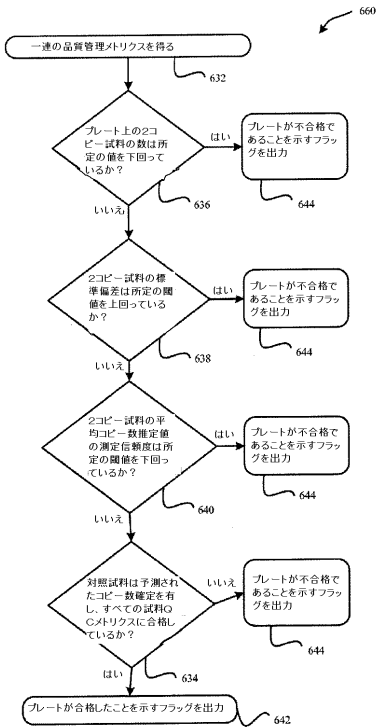 660
一連の品質管理メトリクスを得る
632
プレート上の2コ
ピー試料の数は所
定の値を下回って
いるか?
はい
プレートが不合格で
あることを示すフラッ
グを出力
644
636
いいえ
2コピー試料の標
準偏差は所定の閾
値を上回っている
か?
はい
プレートが不合格で
あることを示すフラッ
グを出力
644
638
いいえ
2コピー試料の平
均コピー数推定値
の測定信頼度は所
定の閾値を下回っ
ているか?
はい
プレートが不合格で
あることを示すフラッ
グを出力
644
640
いいえ
対照試料は予測され
たコピー数確定を有
し、すべての試料Q
Cメトリクスに合格し
ているか?
いいえ
プレートが不合格で
あることを示すフラッ
グを出力
644
634
はい
プレートが合格したことを示すフラグを出力
642